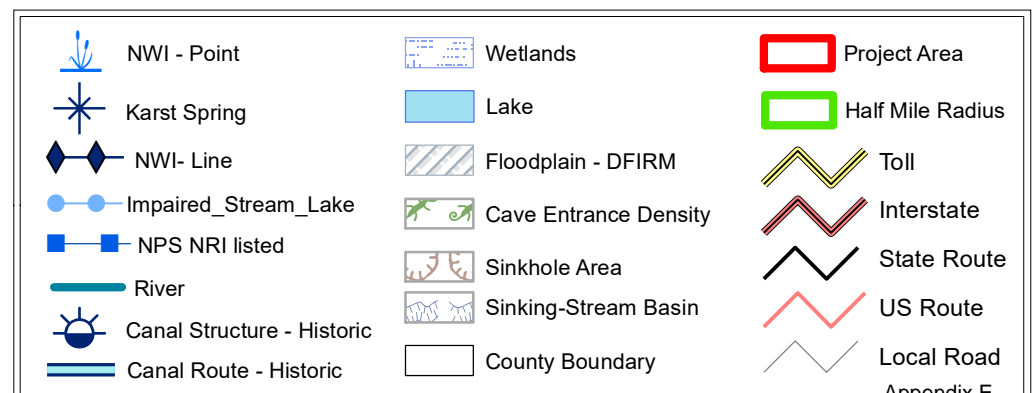 NWI - Point
Karst Spring
NWI- Line
Impaired_Stream_Lake
NPS NRI listed
River
Canal Structure - Historic
Canal Route - Historic
Wetlands
Lake
Floodplain - DFIRM
Cave Entrance Density
Sinkhole Area
Sinking-Stream Basin
County Boundary
Project Area
Half Mile Radius
Toll
Interstate
State Route
US Route
Local Road
Appendix E